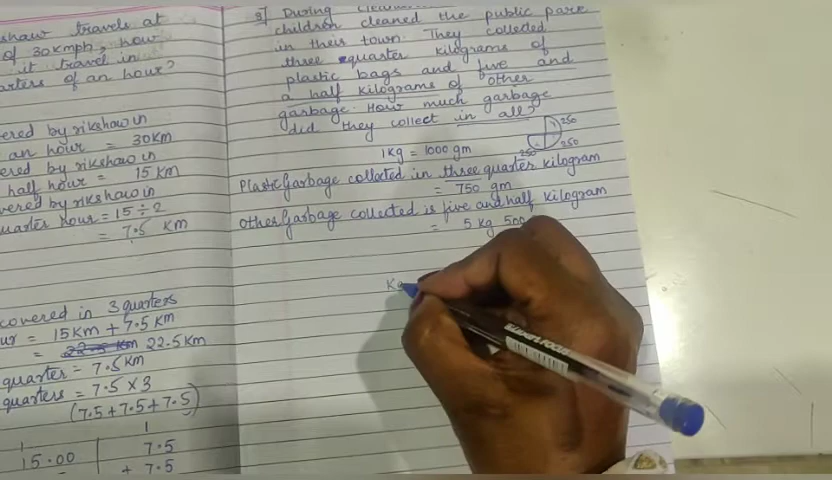 shaw travels at
of 30kmph, how
it travel in
arters of an hour?
ered by rikshaw in
an hour = 30km
ered by rikshaw in
half hour = 15 km
vered by rikshaw in
uarter hour = 15 ÷ 2
= 7.5 km
covered in 3 quarters
ur = 15km + 7.5 km
= 22.5 km
quarter = 7.5km
quarters = 7.5 x 3
(7.5+7.5+7.5)
15.00
1
7.5
+ 7.5
3] During
children cleaned the public park
in their town. They collected
three quarter kilograms of
plastic bags and five and
a half kilograms of other
garbage. How much garbage
did they collect in all?
1kg = 1000 gm
250
250
250
Plastic Garbage collected in three quarter kilogram
= 750 gm
Other Garbage collected is five and half kilogram
= 5 kg 500
Kg